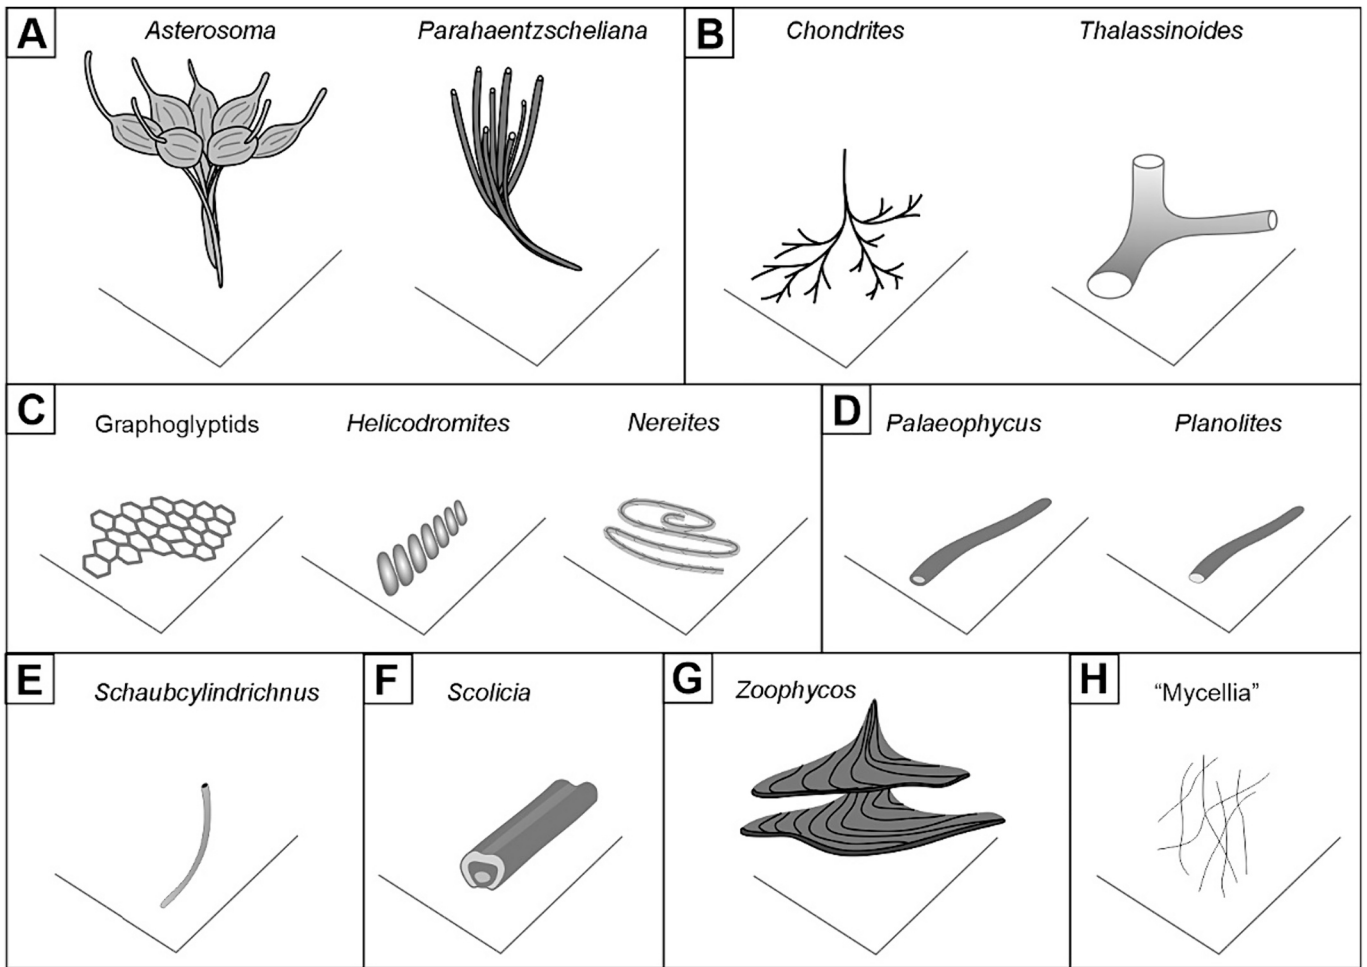 A
Asterosoma
Parahaentzscheliana
B
Chondrites
Thalassinoides
C
Graphoglyptids
Helicodromites
Nereites
D
Palaeophycus
Planolites
E
Schaubcylindrichnus
F
Scolicia
G
Zoophycos
H
“Mycellia”